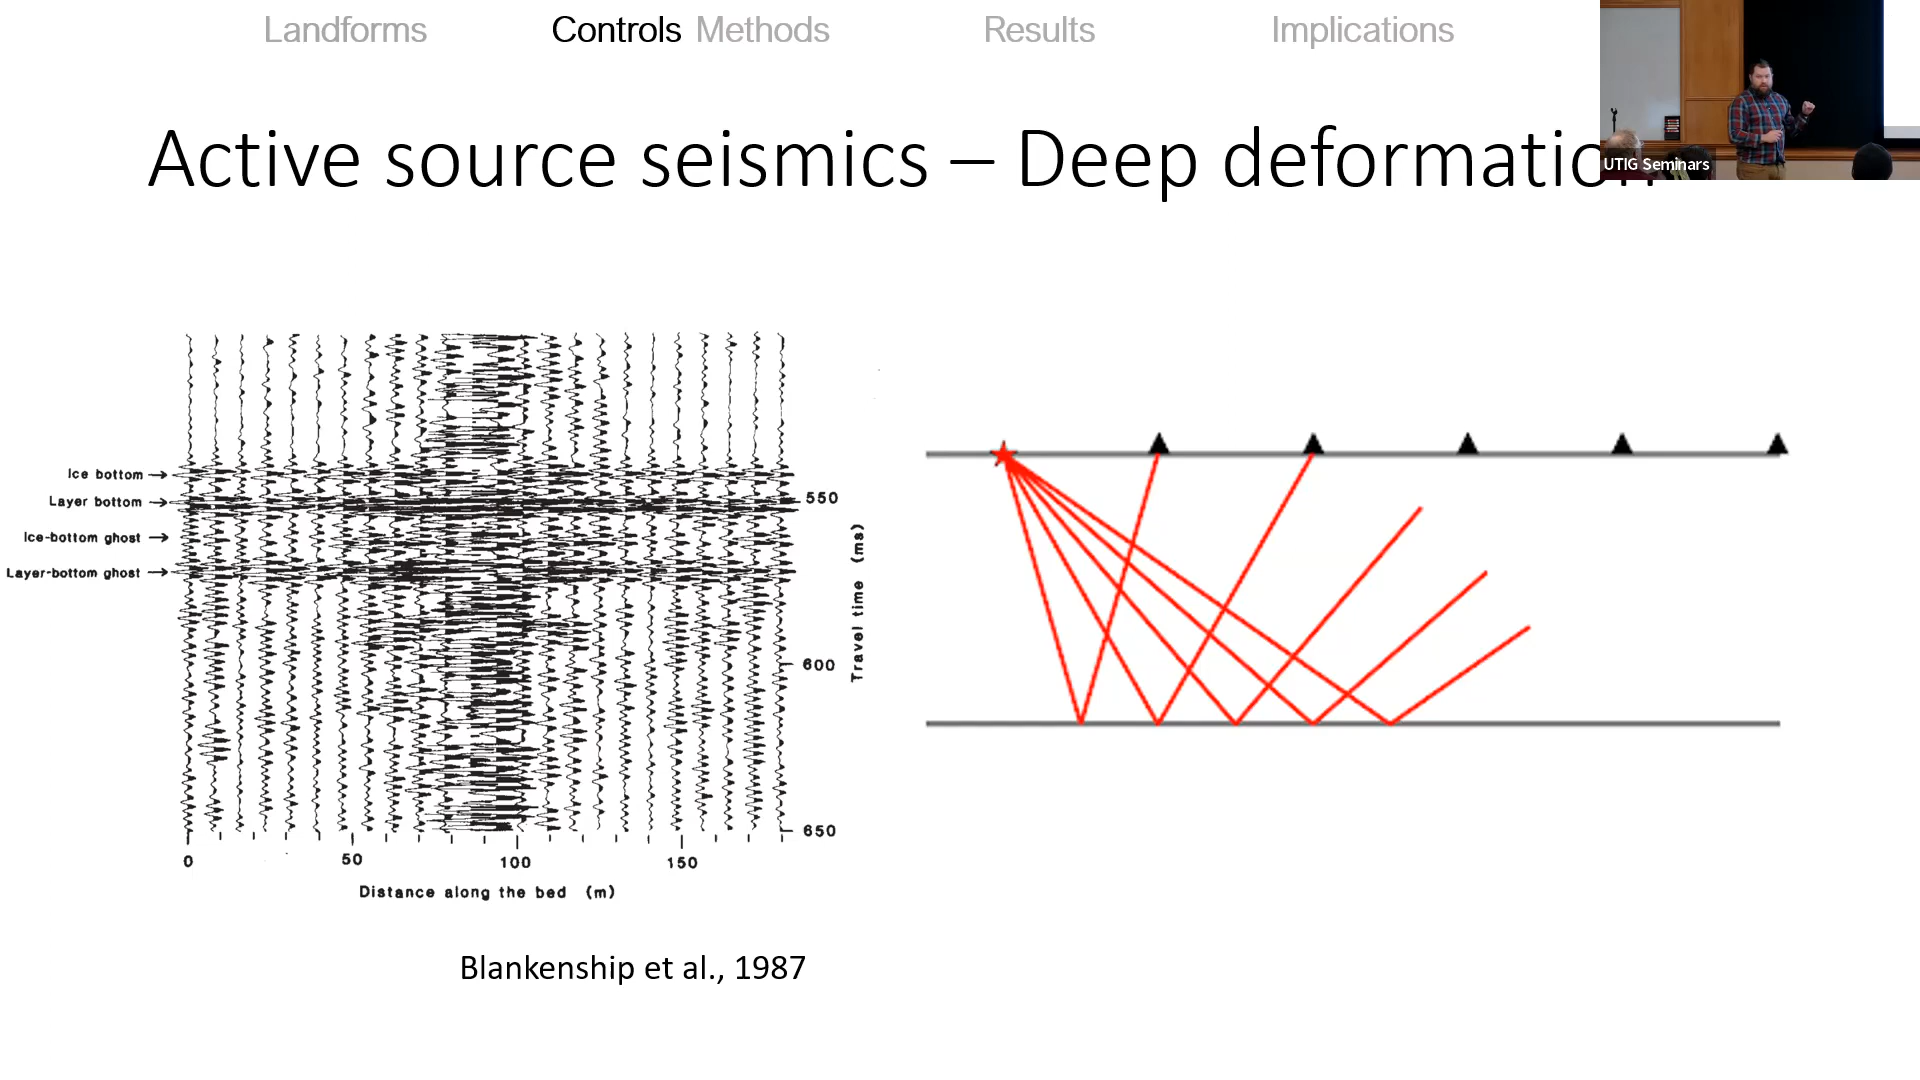 Landforms Controls Methods Results Implications
Active source seismics – Deep deformation
UTIG Seminars
Ice bottom
Layer bottom
Ice-bottom ghost
Layer-bottom ghost
550
600
650
Travel time (ms)
0 50 100 150
Distance along the bed (m)
Blankenship et al., 1987